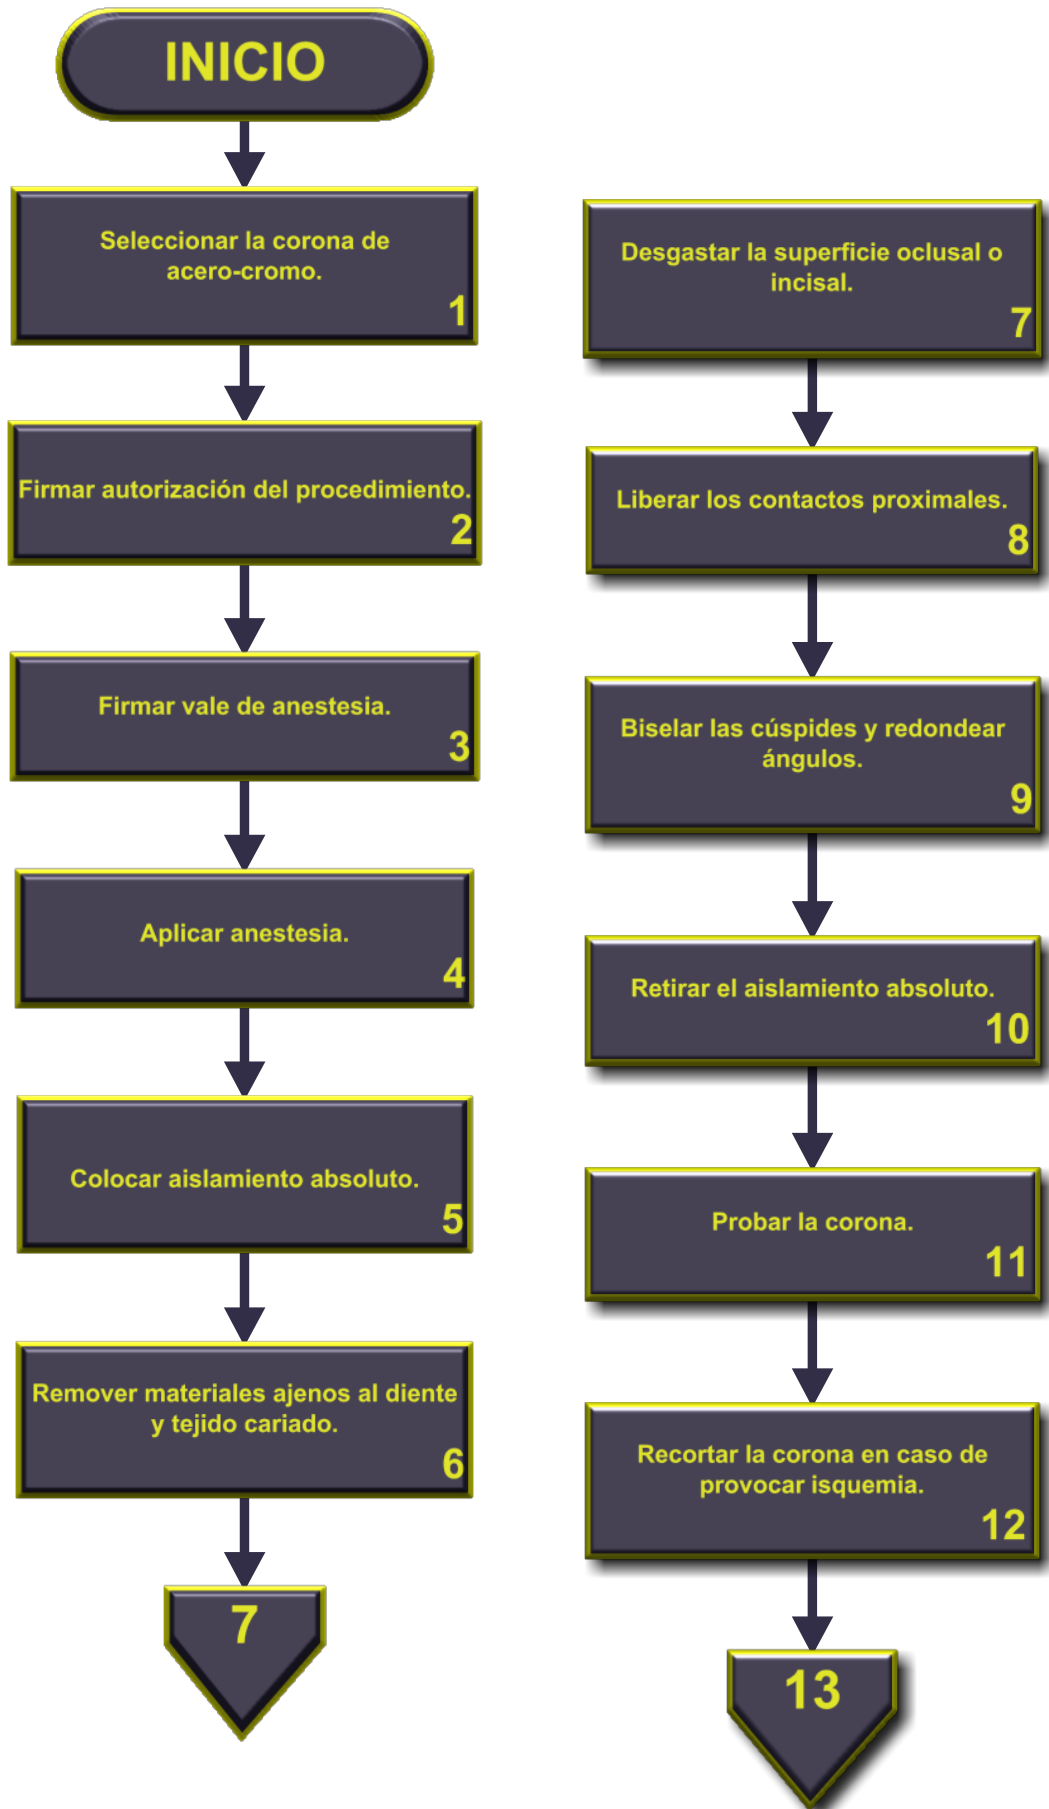 INICIO
Seleccionar la corona de
acero-cromo.
1
Firmar autorización del procedimiento.
2
Firmar vale de anestesia.
3
Aplicar anestesia.
4
Colocar aislamiento absoluto.
5
Remover materiales ajenos al diente
y tejido cariado.
6
7
Desgastar la superficie oclusal o
incisal.
7
Liberar los contactos proximales.
8
Biselar las cúspides y redondear
ángulos.
9
Retirar el aislamiento absoluto.
10
Probar la corona.
11
Recortar la corona en caso de
provocar isquemia.
12
13